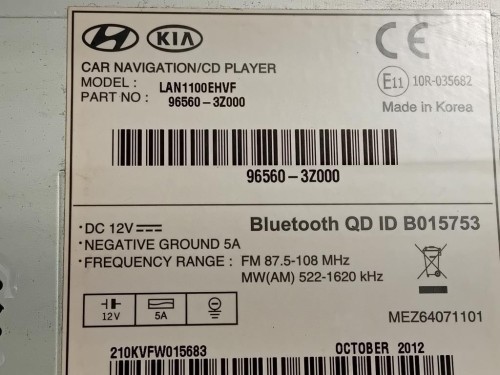 HYUNDAI KIA
CE
CAR NAVIGATION/CD PLAYER
MODEL : LAN1100EHVF
PART NO : 96560-3Z000
E11 10R-035682
Made in Korea
96560-3Z000
Bluetooth QD ID B015753
· DC 12V
· NEGATIVE GROUND 5A
· FREQUENCY RANGE : FM 87.5-108 MHz
MW(AM) 522-1620 kHz
12V 5A
MEZ64071101
210KVFW015683 OCTOBER 2012